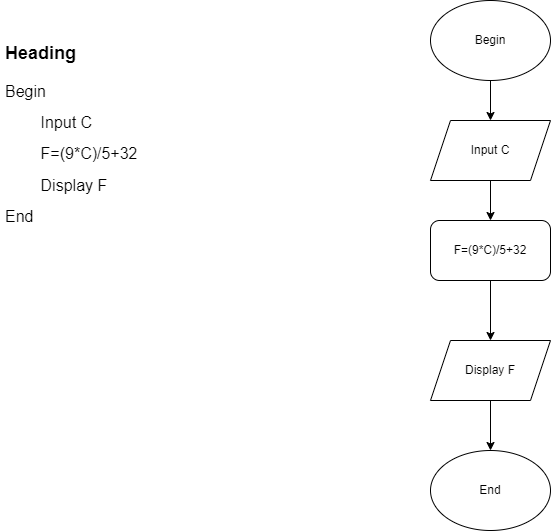 Heading
Begin
Input C
F=(9*C)/5+32
Display F
End
Begin
Input C
F=(9*C)/5+32
Display F
End